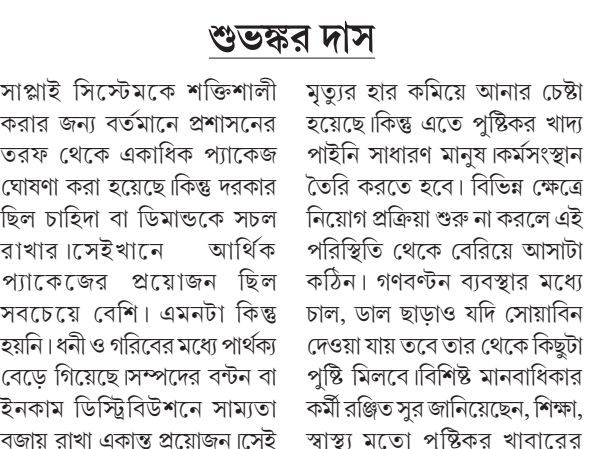 শুভঙ্কর দাস
সাপ্লাই সিস্টেমকে শক্তিশালী
করার জন্য বর্তমানে প্রশাসনের
তরফ থেকে একাধিক প্যাকেজ
ঘোষণা করা হয়েছে।কিন্তু দরকার
ছিল চাহিদা বা ডিমান্ডকে সচল
রাখার।সেইখানে আর্থিক
প্যাকেজের প্রয়োজন ছিল
সবচেয়ে বেশি। এমনটা কিন্তু
হয়নি। ধনী ও গরিবের মধ্যে পার্থক্য
বেড়ে গিয়েছে।সম্পদের বন্টন বা
ইনকাম ডিস্ট্রিবিউশনে সাম্যতা
বজায় রাখা একান্ত প্রয়োজন।সেই
মৃত্যুর হার কমিয়ে আনার চেষ্টা
হয়েছে।কিন্তু এতে পুষ্টিকর খাদ্য
পাইনি সাধারণ মানুষ।কর্মসংস্থান
তৈরি করতে হবে। বিভিন্ন ক্ষেত্রে
নিয়োগ প্রক্রিয়া শুরু না করলে এই
পরিস্থিতি থেকে বেরিয়ে আসাটা
কঠিন। গণবণ্টন ব্যবস্থার মধ্যে
চাল, ডাল ছাড়াও যদি সোয়াবিন
দেওয়া যায় তবে তার থেকে কিছুটা
পুষ্টি মিলবে।বিশিষ্ট মানবাধিকার
কর্মী রঞ্জিত সুর জানিয়েছেন, শিক্ষা,
স্বাস্থ্য মতো পুষ্টিকর খাবারের